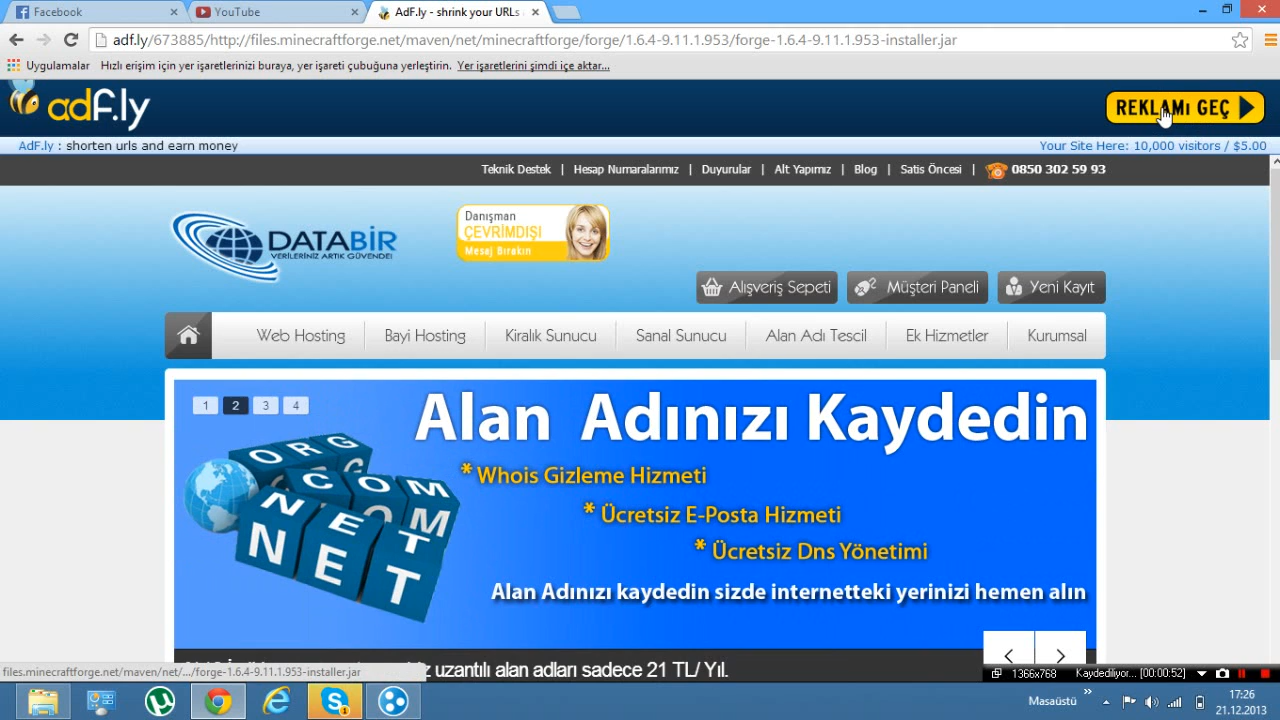 Facebook
YouTube
AdF.ly - shrink your URLs
adf.ly/673885/http://files.minecraftforge.net/maven/net/minecraftforge/forge/1.6.4-9.11.1.953/forge-1.6.4-9.11.1.953-installer.jar
Uygulamalar Hızlı erişim için yer işaretlerinizi buraya, yer işareti çubuğuna yerleştirin. Yer işaretlerini şimdi içe aktar...
adf.ly
REKLAMı GEÇ
AdF.ly : shorten urls and earn money
Your Site Here: 10,000 visitors / $5.00
Teknik Destek | Hesap Numaralarımız | Duyurular | Alt Yapımız | Blog | Satis Öncesi | 0850 302 59 93
DATABİR
VERİLERİNİZ ARTIK GÜVENDE!
Danışman
ÇEVRİMDIŞI
Mesaj Bırakın
Alışveriş Sepeti
Müşteri Paneli
Yeni Kayıt
Web Hosting
Bayi Hosting
Kiralık Sunucu
Sanal Sunucu
Alan Adı Tescil
Ek Hizmetler
Kurumsal
1 2 3 4
Alan Adınızı Kaydedin
* Whois Gizleme Hizmeti
* Ücretsiz E-Posta Hizmeti
* Ücretsiz Dns Yönetimi
Alan Adınızı kaydedin sizde internetteki yerinizi hemen alın
ORG
COM
NET
NET
uzantılı alan adları sadece 21 TL/ Yıl.
files.minecraftforge.net/maven/net/.../forge-1.6.4-9.11.1.953-installer.jar
1366x768 Kaydediliyor... [00:00:52]
Masaüstü
17:26
21.12.2013